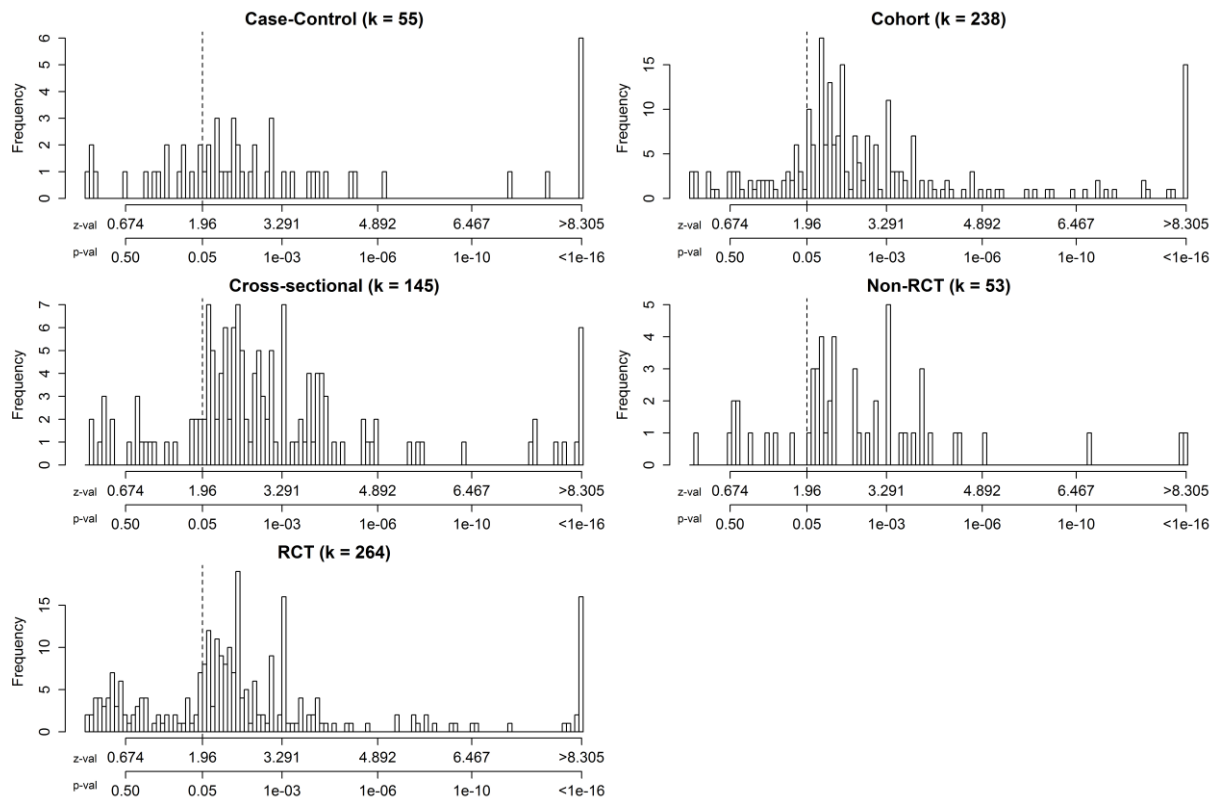 Case-Control (k = 55)
Frequency
0 1 2 3 4 5 6
z-val 0.674 1.96 3.291 4.892 6.467 >8.305
p-val 0.50 0.05 1e-03 1e-06 1e-10 <1e-16
Cohort (k = 238)
Frequency
0 5 10 15
z-val 0.674 1.96 3.291 4.892 6.467 >8.305
p-val 0.50 0.05 1e-03 1e-06 1e-10 <1e-16
Cross-sectional (k = 145)
Frequency
0 1 2 3 4 5 6 7
z-val 0.674 1.96 3.291 4.892 6.467 >8.305
p-val 0.50 0.05 1e-03 1e-06 1e-10 <1e-16
Non-RCT (k = 53)
Frequency
0 1 2 3 4 5
z-val 0.674 1.96 3.291 4.892 6.467 >8.305
p-val 0.50 0.05 1e-03 1e-06 1e-10 <1e-16
RCT (k = 264)
Frequency
0 5 10 15
z-val 0.674 1.96 3.291 4.892 6.467 >8.305
p-val 0.50 0.05 1e-03 1e-06 1e-10 <1e-16